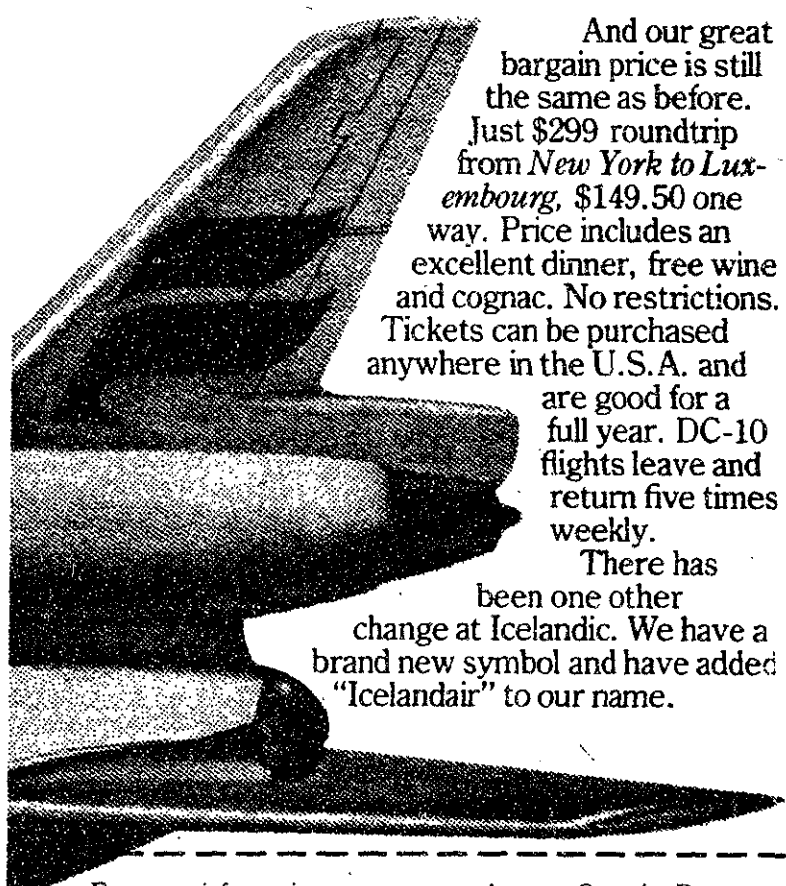 And our great
bargain price is still
the same as before.
Just $299 roundtrip
from New York to Lux-
embourg, $149.50 one
way. Price includes an
excellent dinner, free wine
and cognac. No restrictions.
Tickets can be purchased
anywhere in the U.S.A. and
are good for a
full year. DC-10
flights leave and
return five times
weekly.
There has
been one other
change at Icelandic. We have a
brand new symbol and have added
"Icelandair" to our name.